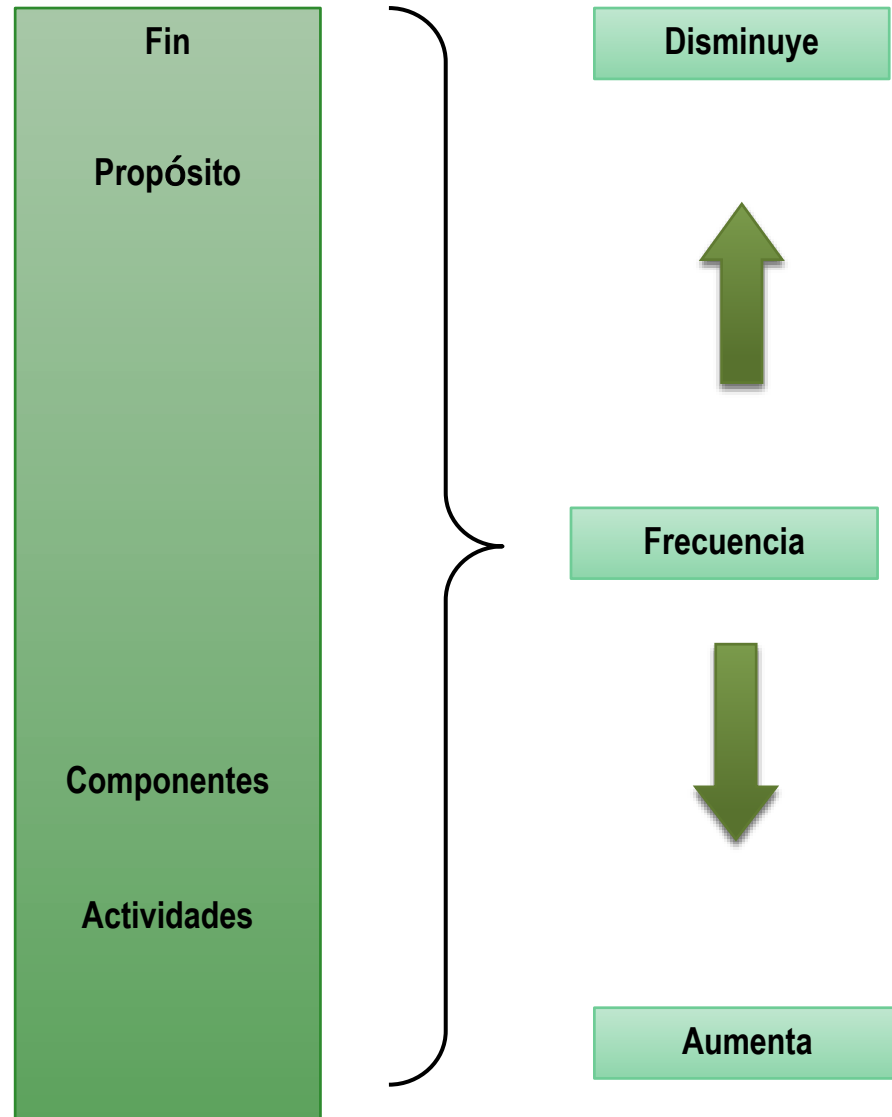 Fin
Propósito
Componentes
Actividades
Disminuye
Frecuencia
Aumenta